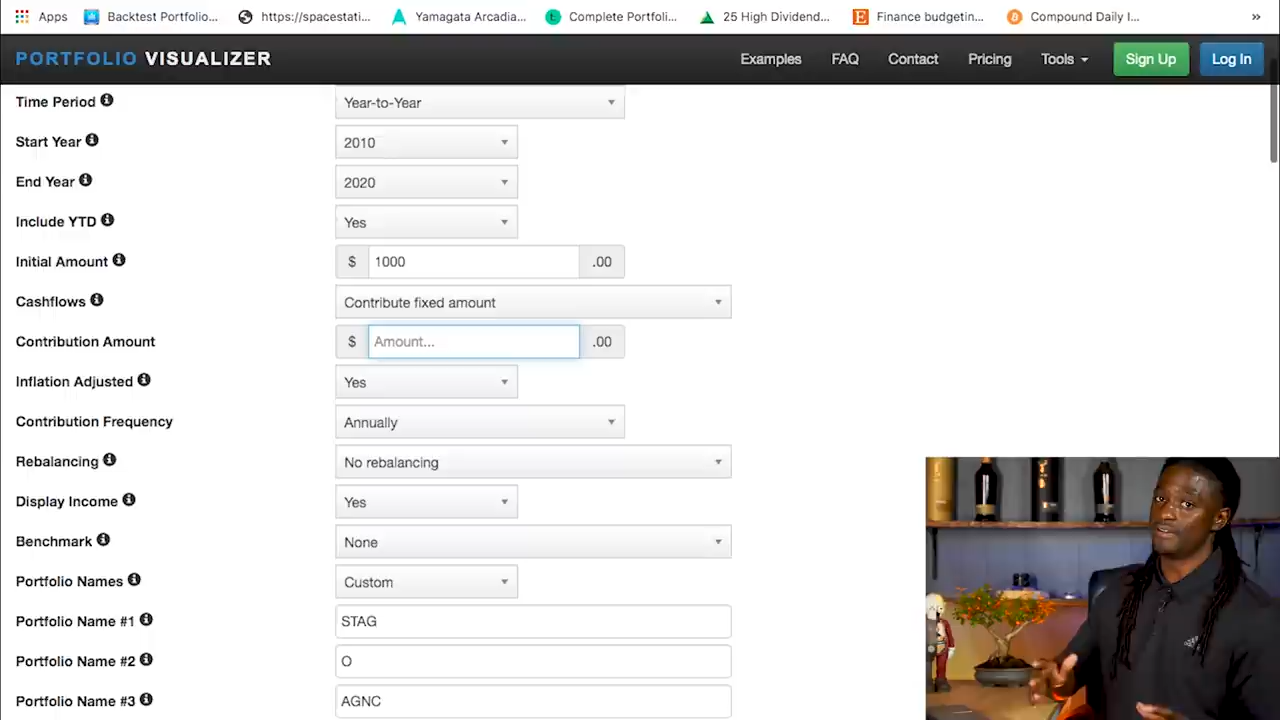 Apps Backtest Portfolio... https://spacestati... Yamagata Arcadia... Complete Portfoli... 25 High Dividend... Finance budgetin... Compound Daily I... »
PORTFOLIO VISUALIZER Examples FAQ Contact Pricing Tools Sign Up Log In
Time Period Year-to-Year
Start Year 2010
End Year 2020
Include YTD Yes
Initial Amount $ 1000 .00
Cashflows Contribute fixed amount
Contribution Amount $ Amount... .00
Inflation Adjusted Yes
Contribution Frequency Annually
Rebalancing No rebalancing
Display Income Yes
Benchmark None
Portfolio Names Custom
Portfolio Name #1 STAG
Portfolio Name #2 O
Portfolio Name #3 AGNC